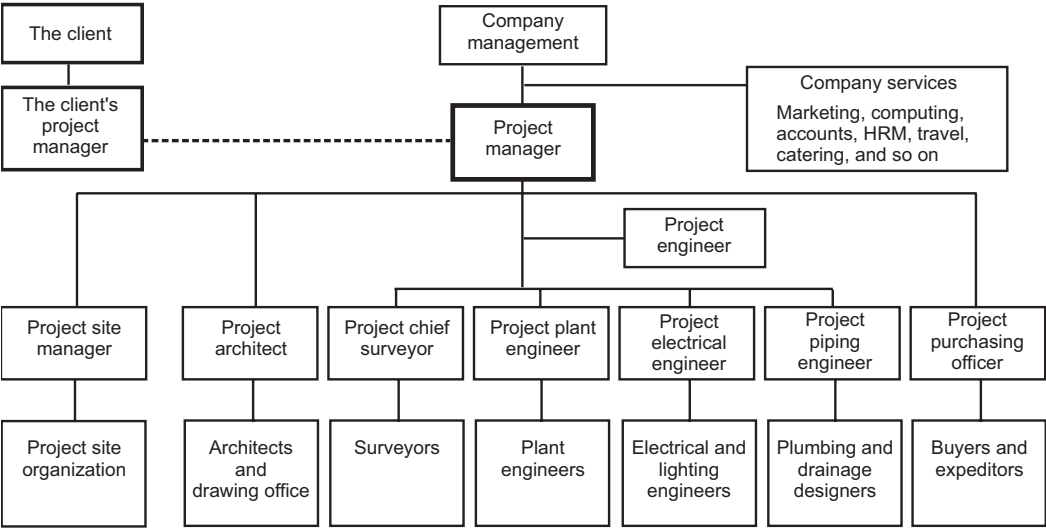 The client
Company
management
The client's
project
manager
Company services
Marketing, computing,
accounts, HRM, travel,
catering, and so on
Project
manager
Project
engineer
Project site
manager
Project
architect
Project chief
surveyor
Project plant
engineer
Project
electrical
engineer
Project
piping
engineer
Project
purchasing
officer
Project site
organization
Architects
and
drawing office
Surveyors
Plant
engineers
Electrical and
lighting
engineers
Plumbing and
drainage
designers
Buyers and
expeditors